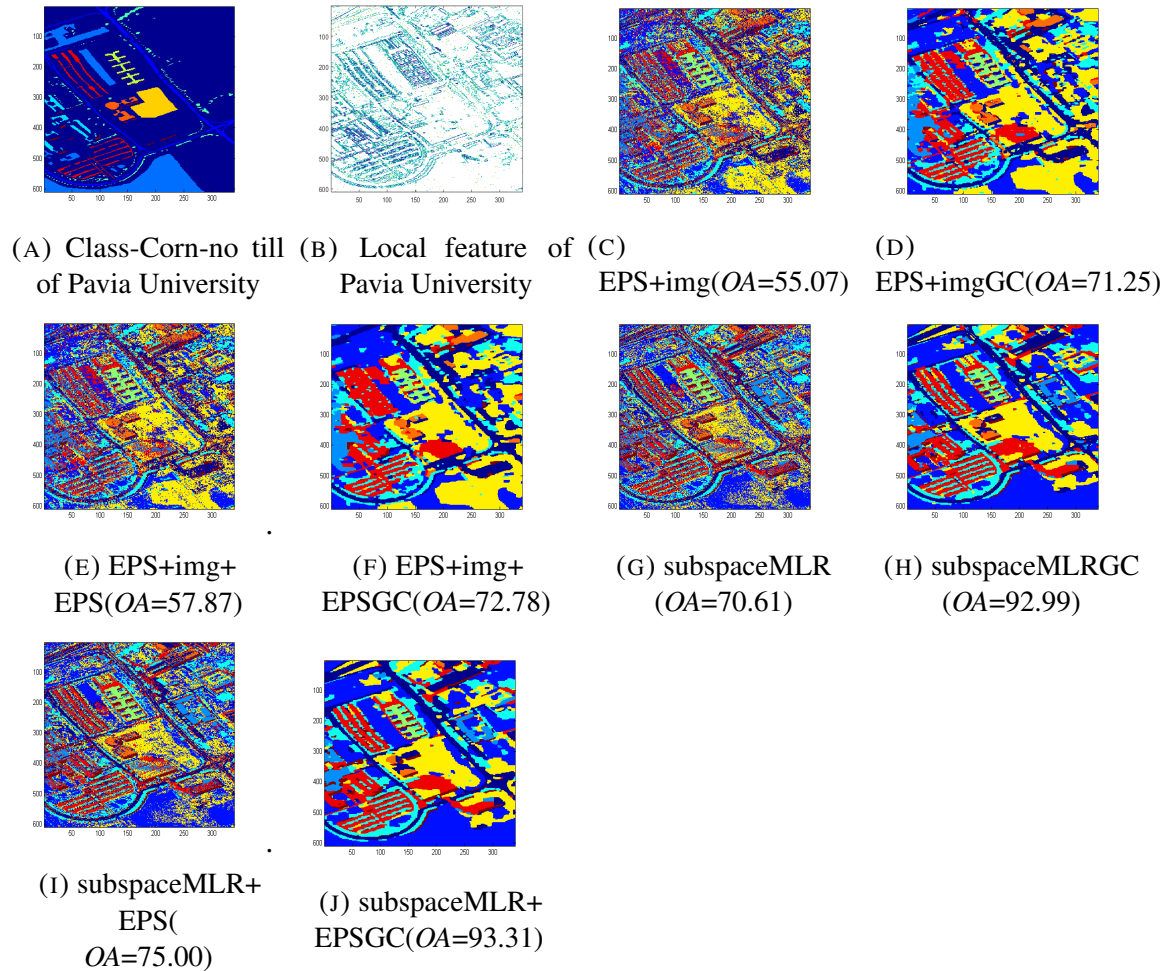 (A) Class-Corn-no till
of Pavia University
(B) Local feature of
Pavia University
(C)
EPS+img(OA=55.07)
(D)
EPS+imgGC(OA=71.25)
(E) EPS+img+
EPS(OA=57.87)
.
(F) EPS+img+
EPSGC(OA=72.78)
(G) subspaceMLR
(OA=70.61)
(H) subspaceMLRGC
(OA=92.99)
(I) subspaceMLR+
EPS(
OA=75.00)
.
(J) subspaceMLR+
EPSGC(OA=93.31)